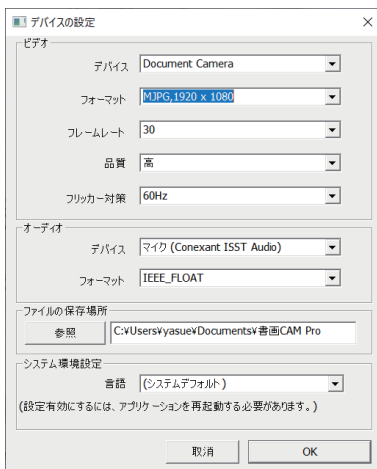 デバイスの設定
ビデオ
デバイス Document Camera
フォーマット MJPG,1920 x 1080
フレームレート 30
品質 高
フリッカー対策 60Hz
オーディオ
デバイス マイク (Conexant ISST Audio)
フォーマット IEEE_FLOAT
ファイルの保存場所
参照 C:¥Users¥yasue¥Documents¥書画CAM Pro
システム環境設定
言語 (システムデフォルト)
(設定有効にするには、アプリケーションを再起動する必要があります。)
取消 OK